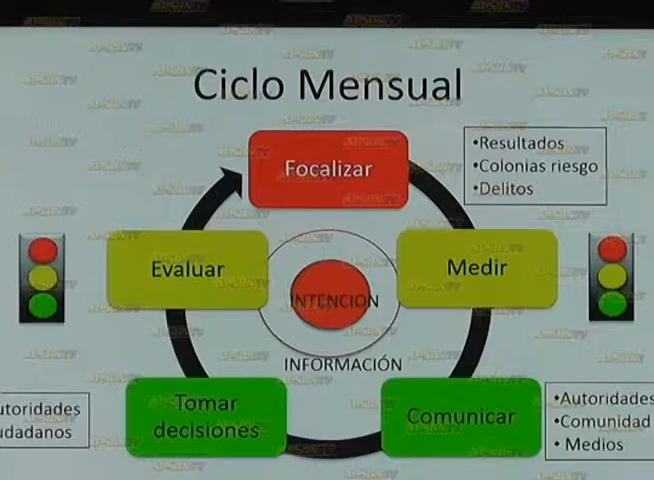 Ciclo Mensual
Focalizar
•Resultados
•Colonias riesgo
•Delitos
Evaluar
Medir
INTENCION
INFORMACIÓN
Tomar
decisiones
Comunicar
•Autoridades
•Comunidad
• Medios
utoridades
udadanos